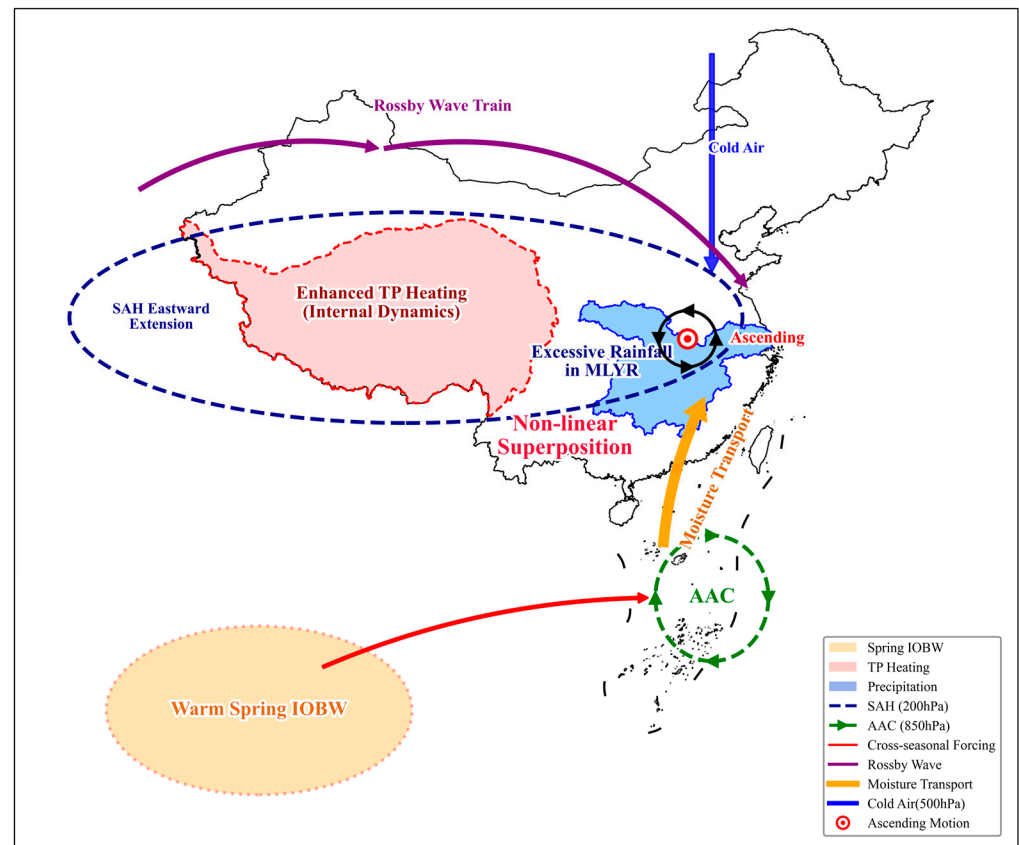 Rossby Wave Train
Cold Air
SAH Eastward
Extension
Enhanced TP Heating
(Internal Dynamics)
Excessive Rainfall
in MLYR
Ascending
Non-linear
Superposition
Moisture Transport
AAC
Warm Spring IOBW
Spring IOBW
TP Heating
Precipitation
SAH (200hPa)
AAC (850hPa)
Cross-seasonal Forcing
Rossby Wave
Moisture Transport
Cold Air(500hPa)
Ascending Motion